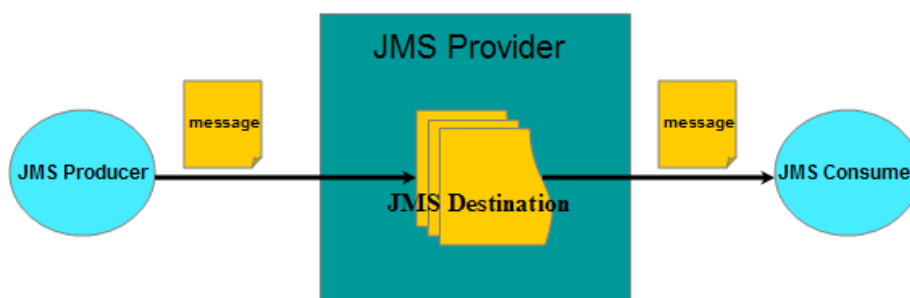 JMS Provider
message
message
JMS Producer
JMS Destination
JMS Consume